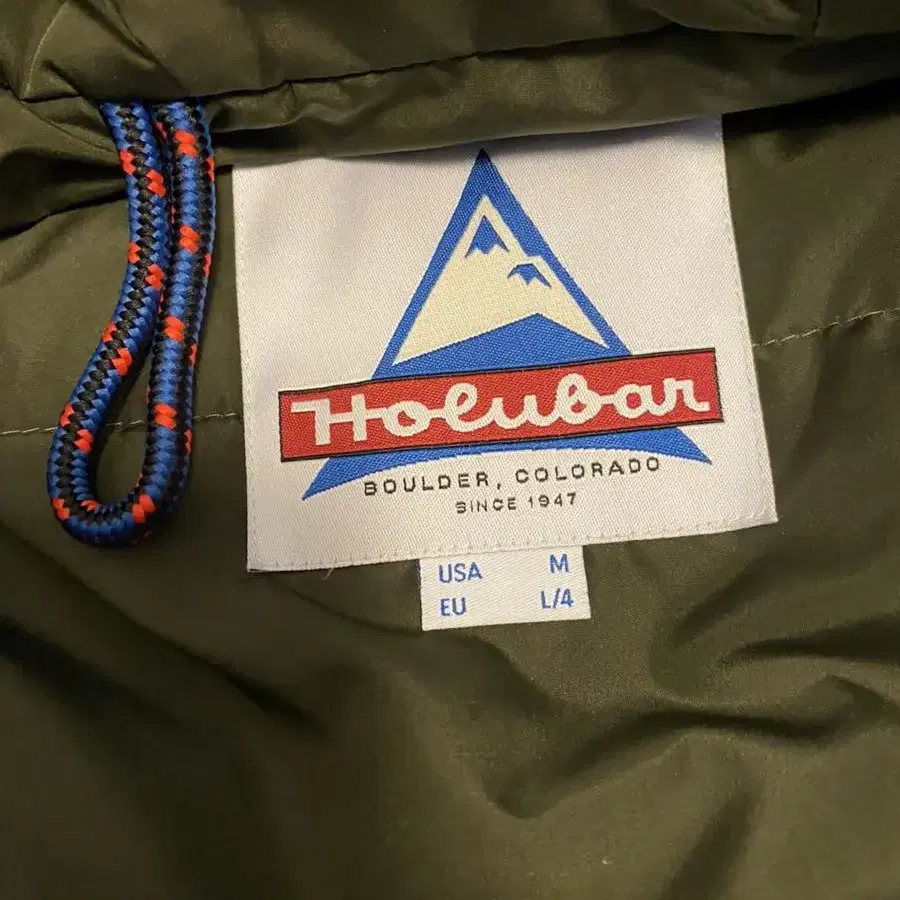 Holubar
BOULDER, COLORADO
SINCE 1947
USA M
EU L/4